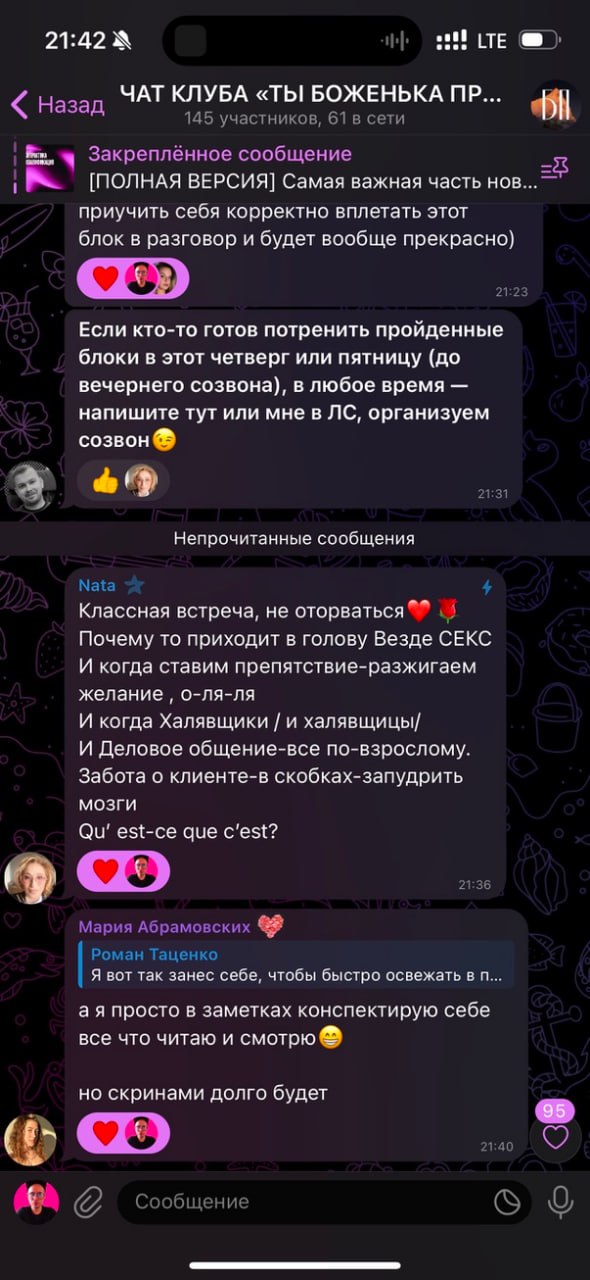 21:42
LTE
Назад
ЧАТ КЛУБА «ТЫ БОЖЕНЬКА ПР...
145 участников, 61 в сети
БП
Закреплённое сообщение
[ПОЛНАЯ ВЕРСИЯ] Самая важная часть нов...
приучить себя корректно вплетать этот
блок в разговор и будет вообще прекрасно)
21:23
Если кто-то готов потренить пройденные
блоки в этот четверг или пятницу (до
вечернего созвона), в любое время —
напишите тут или мне в ЛС, организуем
созвон😉
21:31
Непрочитанные сообщения
Nata
Классная встреча, не оторваться❤️🌹
Почему то приходит в голову Везде СЕКС
И когда ставим препятствие-разжигаем
желание , о-ля-ля
И когда Халявщики / и халявщицы/
И Деловое общение-все по-взрослому.
Забота о клиенте-в скобках-запудрить
мозги
Qu’ est-ce que c’est?
21:36
Мария Абрамовских
Роман Таценко
Я вот так занес себе, чтобы быстро освежать в п...
а я просто в заметках конспектирую себе
все что читаю и смотрю😁
но скринами долго будет
21:40
95
Сообщение